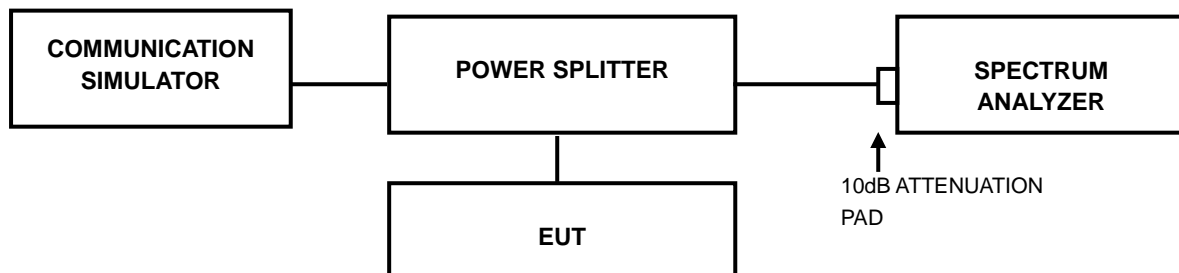 COMMUNICATION
SIMULATOR
POWER SPLITTER
SPECTRUM
ANALYZER
10dB ATTENUATION
PAD
EUT